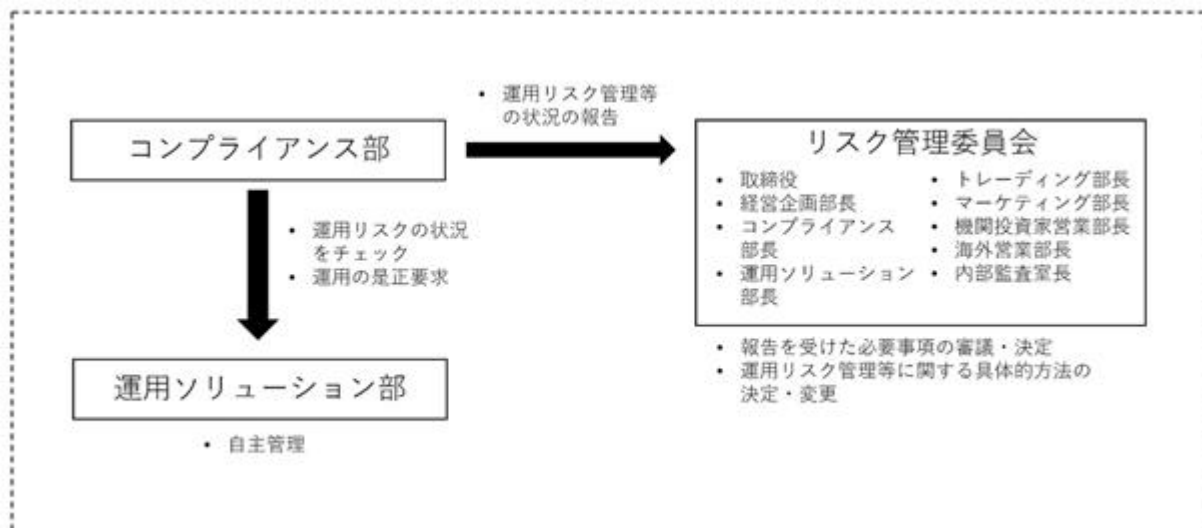 • 運用リスク管理等
の状況の報告
コンプライアンス部
リスク管理委員会
• 取締役
• 経営企画部長
• コンプライアンス
部長
• 運用ソリューション
部長
• トレーディング部長
• マーケティング部長
• 機関投資家営業部長
• 海外営業部長
• 内部監査室長
• 運用リスクの状況
をチェック
• 運用の是正要求
• 報告を受けた必要事項の審議・決定
• 運用リスク管理等に関する具体的方法の
決定・変更
運用ソリューション部
• 自主管理